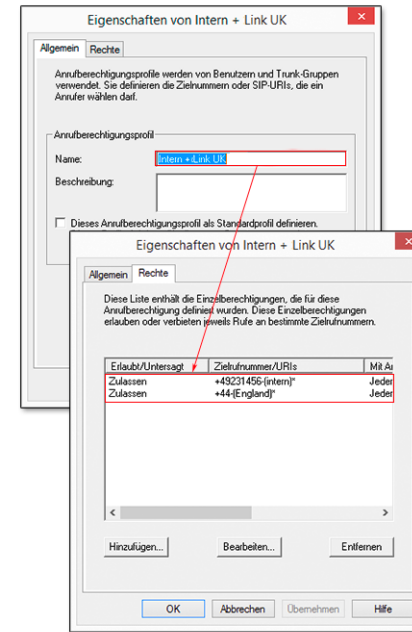 Eigenschaften von Intern + Link UK
Allgemein Rechte
Anrufberechtigungsprofile werden von Benutzern und Trunk-Gruppen
verwendet. Sie definieren die Zielnummern oder SIP-URIs, die ein
Anrufer wählen darf.
Anrufberechtigungsprofil
Name: Intern + Link UK
Beschreibung:
Dieses Anrufberechtigungsprofil als Standardprofil definieren.
Eigenschaften von Intern + Link UK
Allgemein Rechte
Diese Liste enthält die Einzelberechtigungen, die für diese
Anrufberechtigung definiert wurden. Diese Einzelberechtigungen
erlauben oder verbieten jeweils Rufe an bestimmte Zielrufnummern.
Erlaubt/Untersagt Zielrufnummer/URIs Mit A
Zulassen +49231456-(intern)* Jeder
Zulassen +44-(England)* Jeder
Hinzufügen... Bearbeiten... Entfernen
OK Abbrechen Übernehmen Hilfe